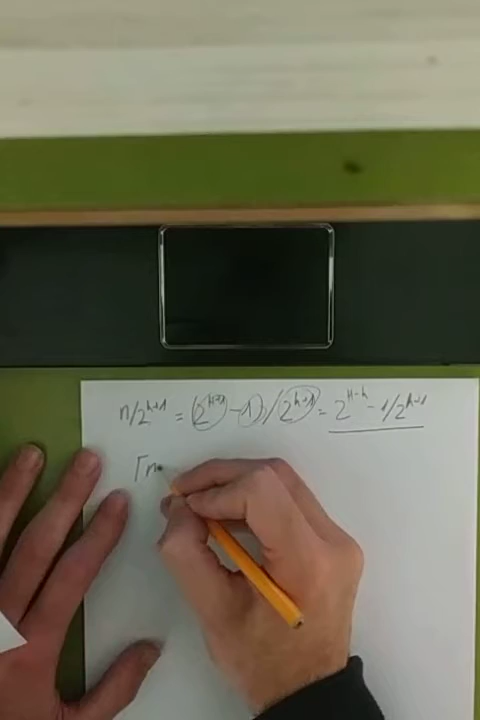 n/2^{h+1} = (2^{H+1} - 1)/2^{h+1} = 2^{H-h} - 1/2^{h+1}
⌈n